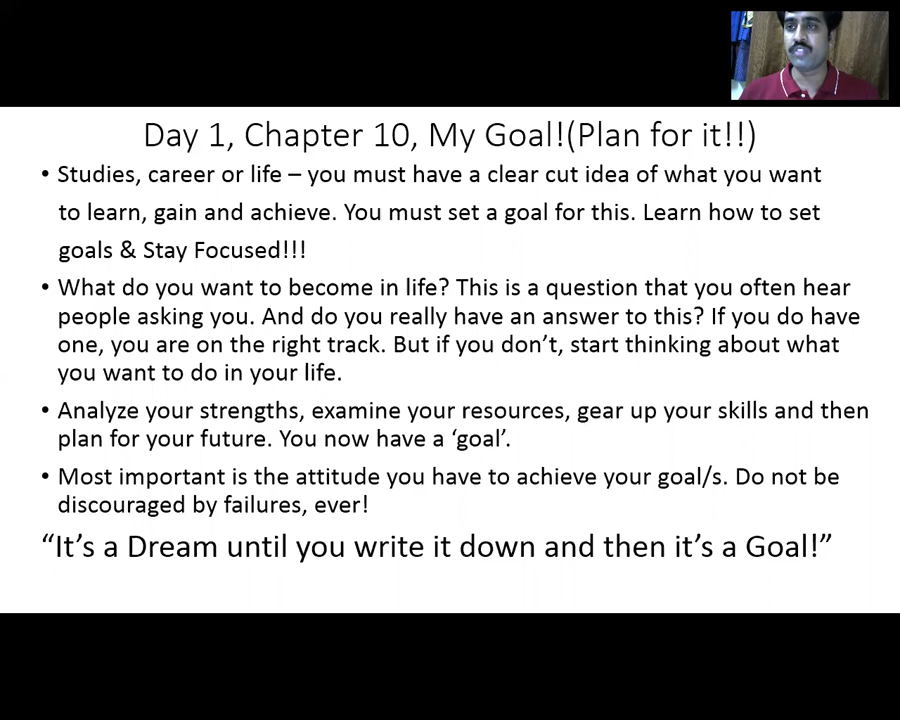 Day 1, Chapter 10, My Goal!(Plan for it!!)
• Studies, career or life – you must have a clear cut idea of what you want
to learn, gain and achieve. You must set a goal for this. Learn how to set
goals & Stay Focused!!!
• What do you want to become in life? This is a question that you often hear
people asking you. And do you really have an answer to this? If you do have
one, you are on the right track. But if you don’t, start thinking about what
you want to do in your life.
• Analyze your strengths, examine your resources, gear up your skills and then
plan for your future. You now have a ‘goal’.
• Most important is the attitude you have to achieve your goal/s. Do not be
discouraged by failures, ever!
“It’s a Dream until you write it down and then it’s a Goal!”